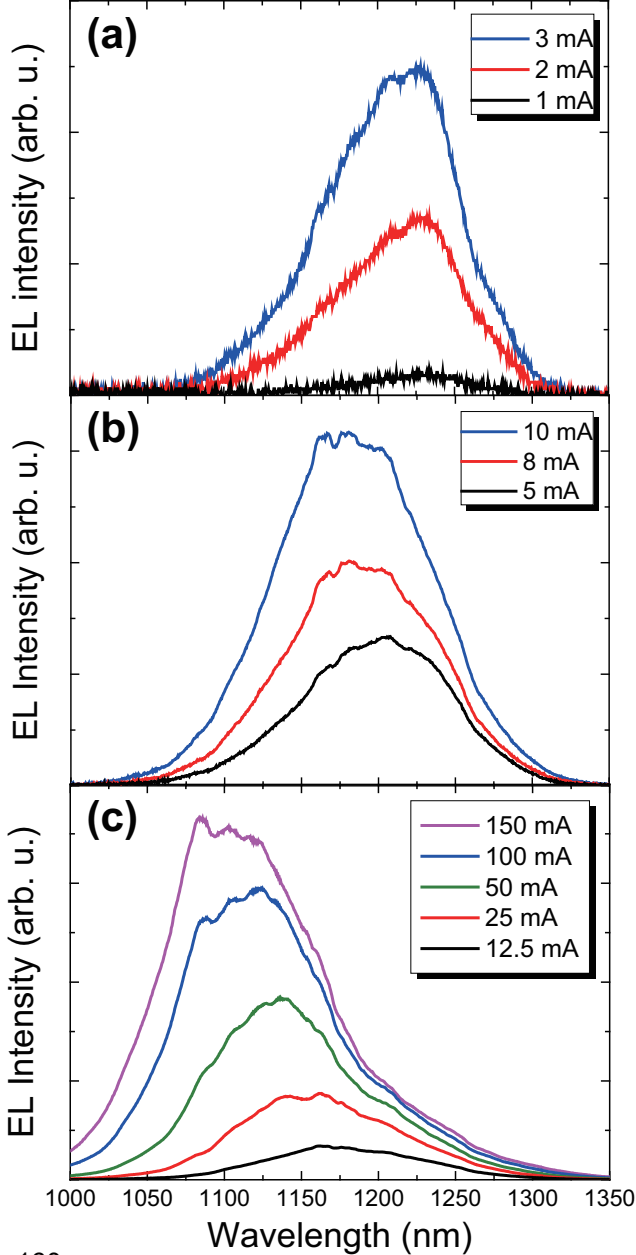 (a)
3 mA
2 mA
1 mA
EL intensity (arb. u.)
(b)
10 mA
8 mA
5 mA
EL Intensity (arb. u.)
(c)
150 mA
100 mA
50 mA
25 mA
12.5 mA
EL Intensity (arb. u.)
1000 1050 1100 1150 1200 1250 1300 1350
Wavelength (nm)